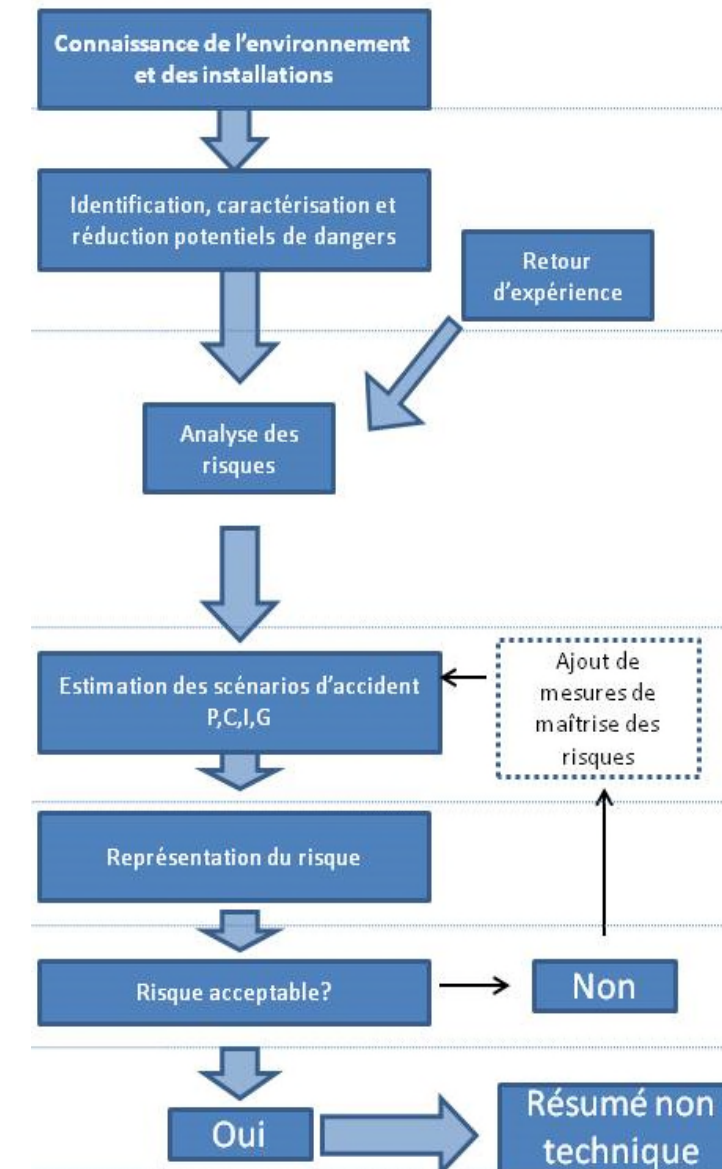 Connaissance de l'environnement
et des installations
Identification, caractérisation et
réduction potentiels de dangers
Retour
d'expérience
Analyse des
risques
Estimation des scénarios d'accident
P,C,I,G
Ajout de
mesures de
maîtrise des
risques
Représentation du risque
Risque acceptable?
Non
Oui
Résumé non
technique